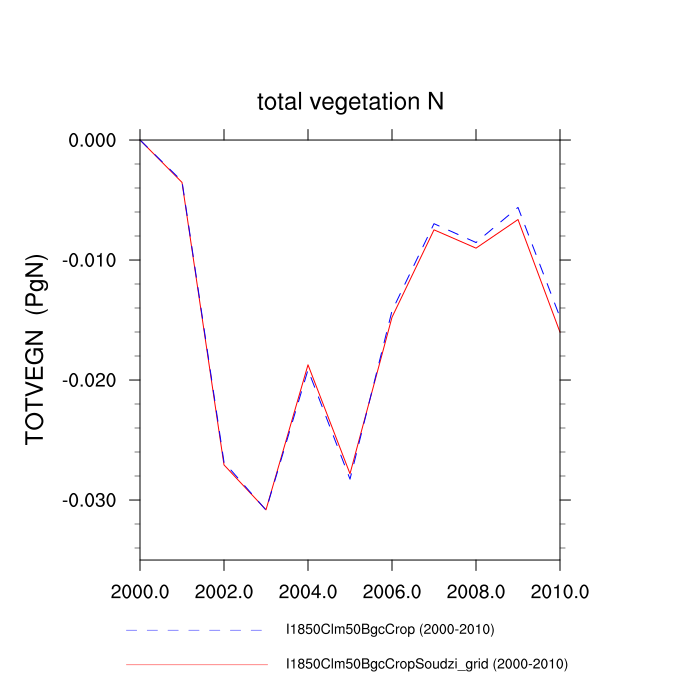 total vegetation N
0.000
-0.010
-0.020
-0.030
TOTVEGN (PgN)
2000.0 2002.0 2004.0 2006.0 2008.0 2010.0
I1850Clm50BgcCrop (2000-2010)
I1850Clm50BgcCropSoudzi_grid (2000-2010)